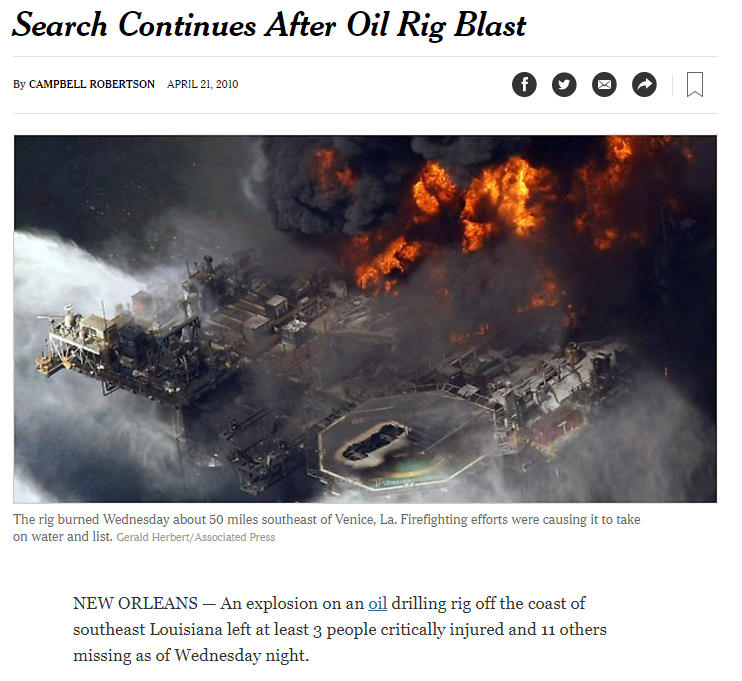 Search Continues After Oil Rig Blast
By CAMPBELL ROBERTSON APRIL 21, 2010
The rig burned Wednesday about 50 miles southeast of Venice, La. Firefighting efforts were causing it to take
on water and list. Gerald Herbert/Associated Press
NEW ORLEANS — An explosion on an oil drilling rig off the coast of
southeast Louisiana left at least 3 people critically injured and 11 others
missing as of Wednesday night.